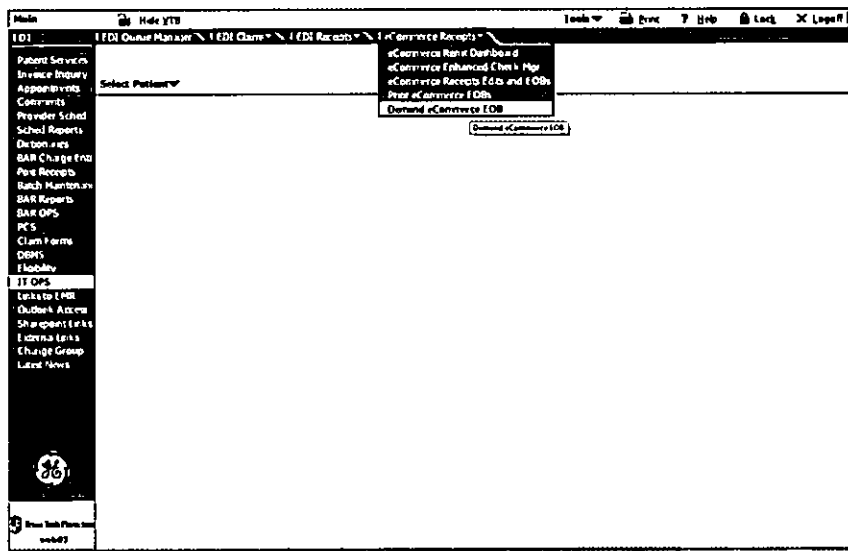 Main Hide VTB Tools Print ? Help Lock X Logoff
EDI EDI Queue Manager EDI Claims EDI Receipts eCommerce Receipts
eCommerce Remit Dashboard
eCommerce Enhanced Check Mgr
eCommerce Receipts Edits and EOBs
Print eCommerce EOBs
Demand eCommerce EOB
Demand eCommerce EOB
Select Patient
Patient Services
Invoice Inquiry
Appointments
Comments
Provider Sched
Sched Reports
Dictionaries
BAR Charge Ent
Post Receipts
Batch Maintenan
BAR Reports
BAR OPS
PCS
Claim Forms
DBMS
Eligibility
IT OPS
Links to EMR
Outlook Access
Sharepoint Links
External Links
Change Group
Latest News
GE
web03